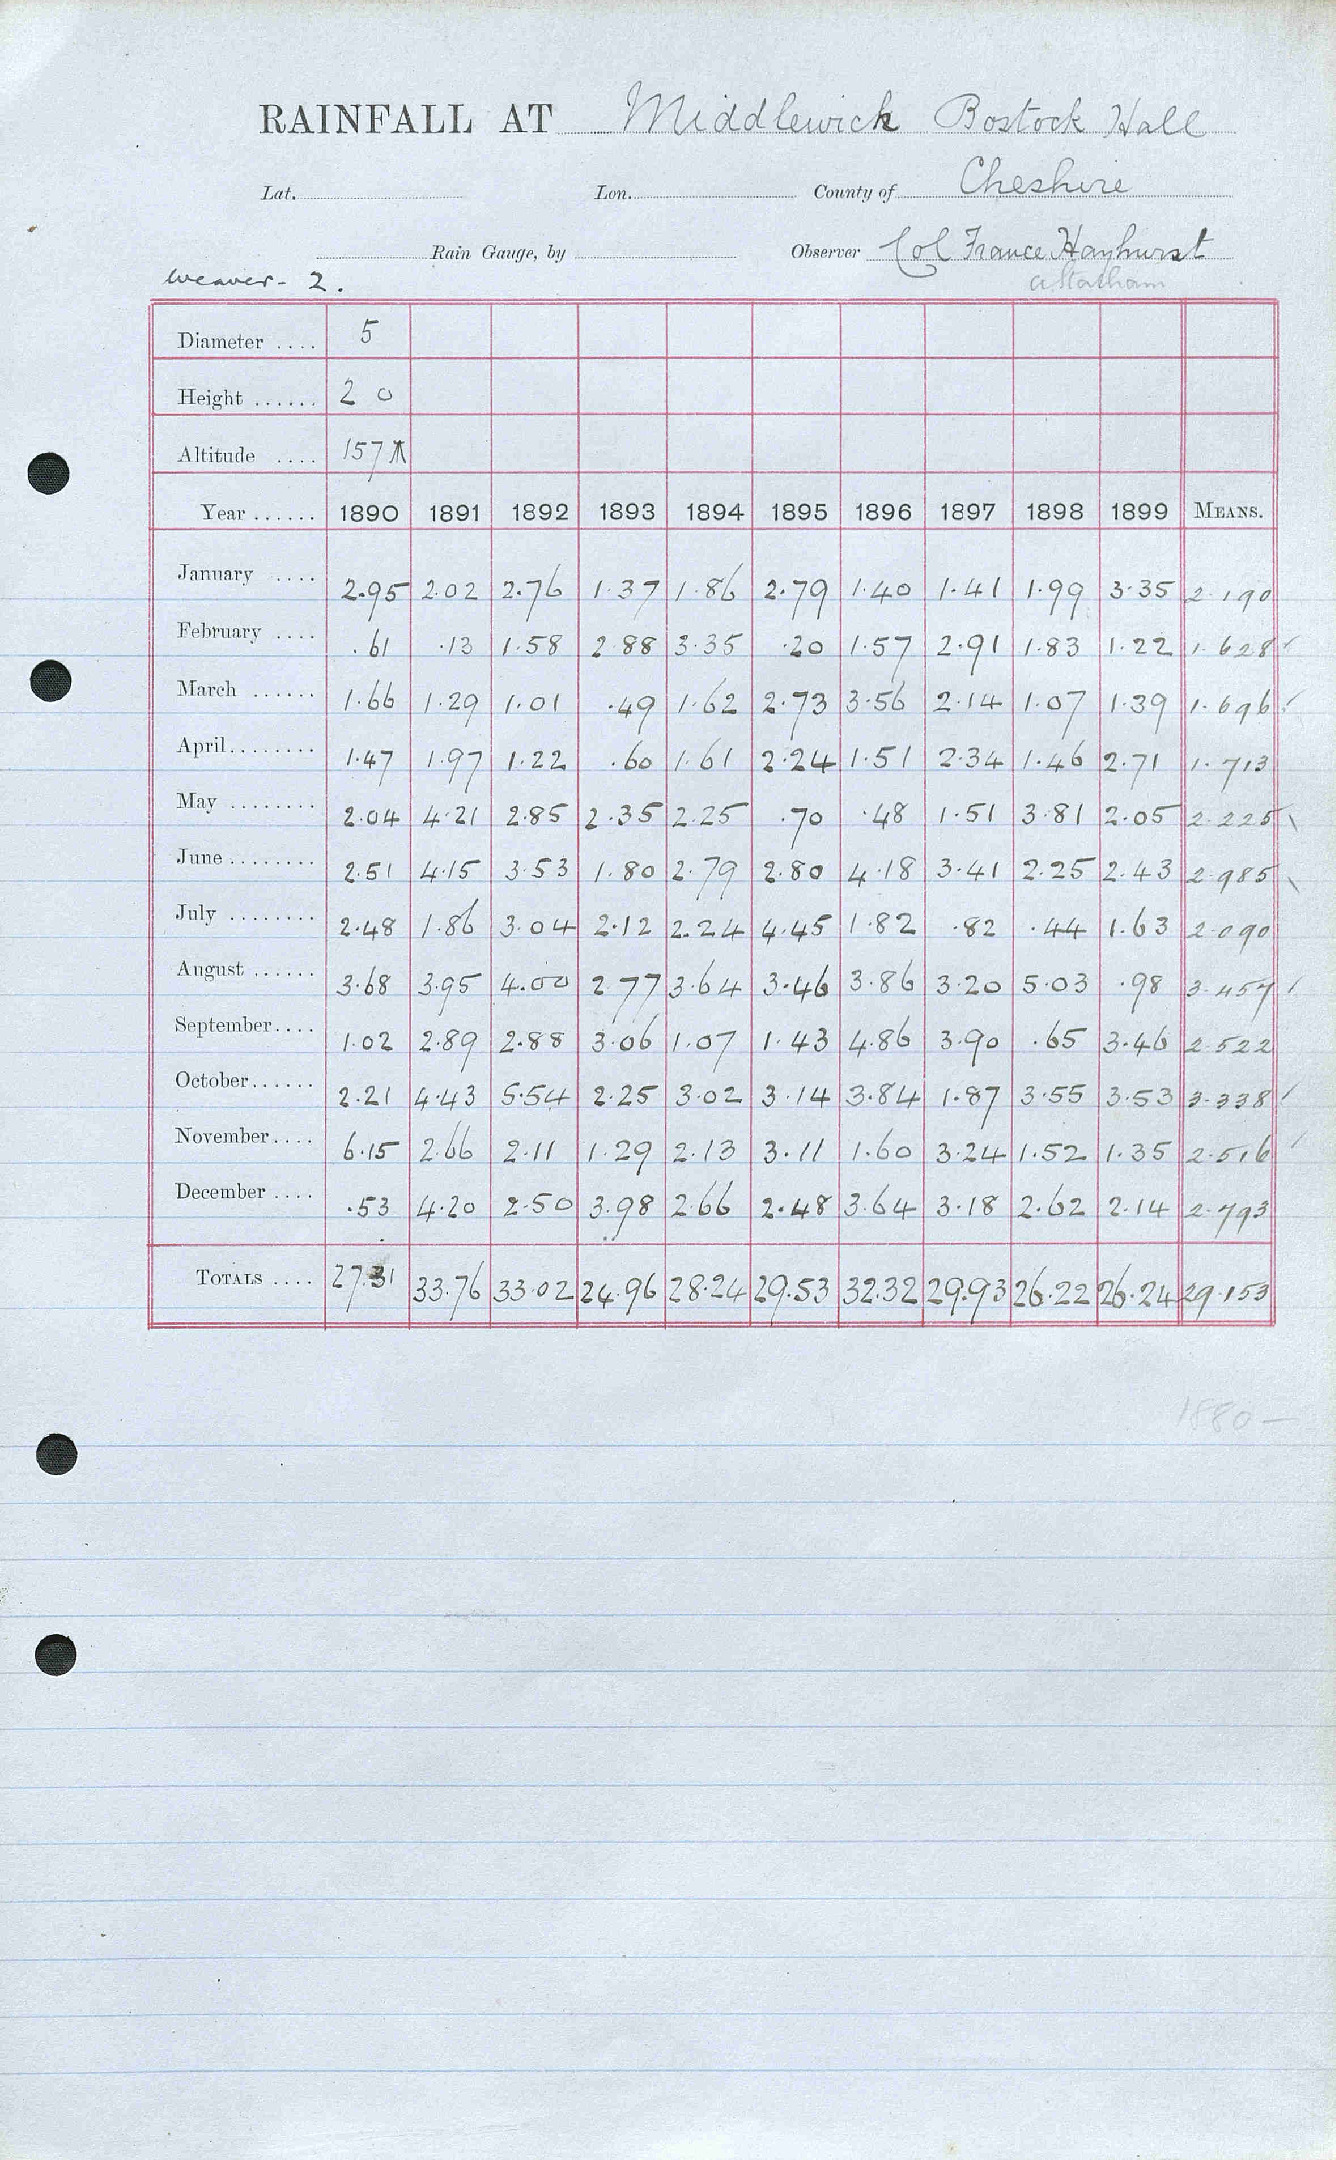 RAINFALL AT Middlewick Bostock Hall
Lat. Lon. County of Cheshire
Rain Gauge, by Observer Col France Hayhurst
Weaver - 2. A Statham
Diameter .... 5
Height ...... 2 0
Altitude .... 157
Year ...... 1890 1891 1892 1893 1894 1895 1896 1897 1898 1899 MEANS.
January .... 2.95 2.02 2.76 1.37 1.86 2.79 1.40 1.41 1.99 3.35 2.190
February .... .61 .13 1.58 2.88 3.35 .20 1.57 2.91 1.83 1.22 1.628
March ...... 1.66 1.29 1.01 .49 1.62 2.73 3.56 2.14 1.07 1.39 1.696
April........ 1.47 1.97 1.22 .60 1.61 2.24 1.51 2.34 1.46 2.71 1.713
May ........ 2.04 4.21 2.85 2.35 2.25 .70 .48 1.51 3.81 2.05 2.225
June ........ 2.51 4.15 3.53 1.80 2.79 2.80 4.18 3.41 2.25 2.43 2.985
July ........ 2.48 1.86 3.04 2.12 2.24 4.45 1.82 .82 .44 1.63 2.090
August ...... 3.68 3.95 4.00 2.77 3.64 3.46 3.86 3.20 5.03 .98 3.457
September.... 1.02 2.89 2.88 3.06 1.07 1.43 4.86 3.90 .65 3.46 2.522
October...... 2.21 4.43 5.54 2.25 3.02 3.14 3.84 1.87 3.55 3.53 3.338
November.... 6.15 2.66 2.11 1.29 2.13 3.11 1.60 3.24 1.52 1.35 2.516
December .... .53 4.20 2.50 3.98 2.66 2.48 3.64 3.18 2.62 2.14 2.793
TOTALS .... 27.31 33.76 33.02 24.96 28.24 29.53 32.32 29.93 26.22 26.24 29.153
1880 —